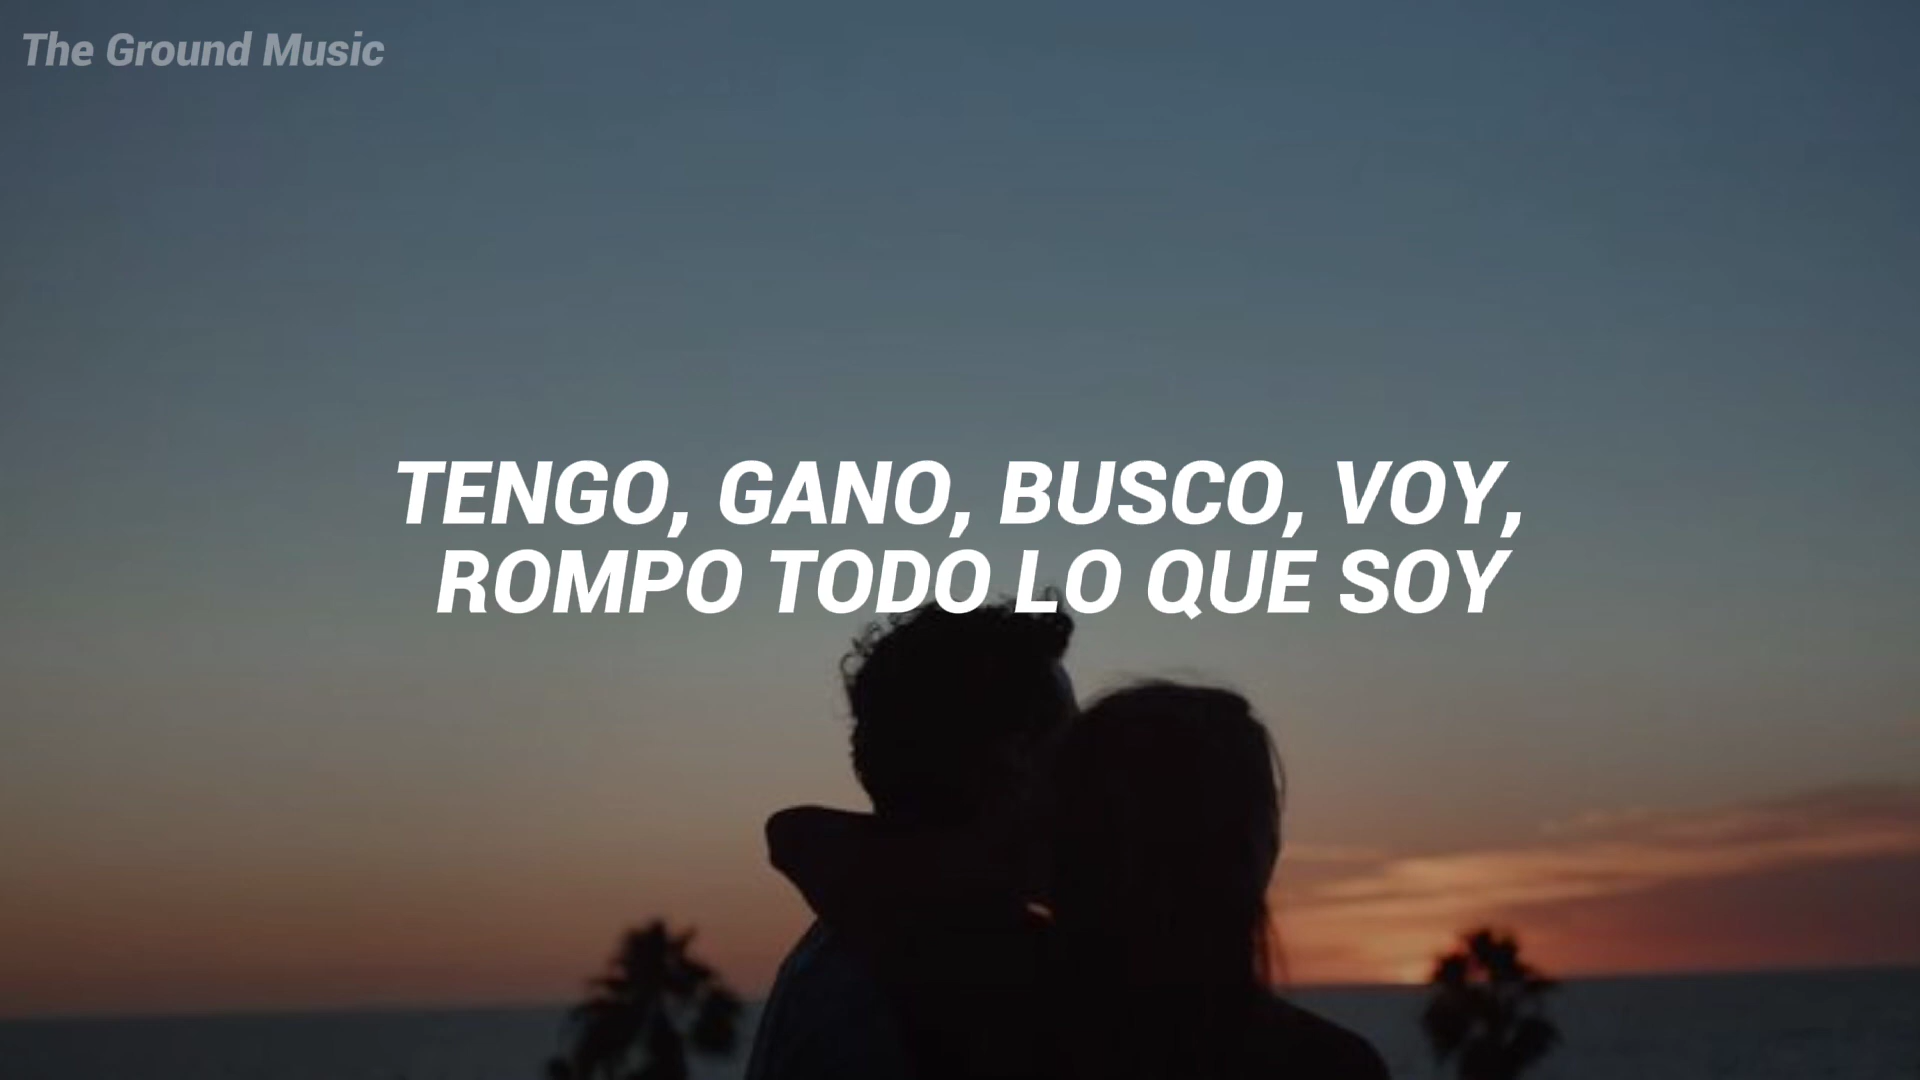 The Ground Music
TENGO, GANO, BUSCO, VOY,
ROMPO TODO LO QUE SOY